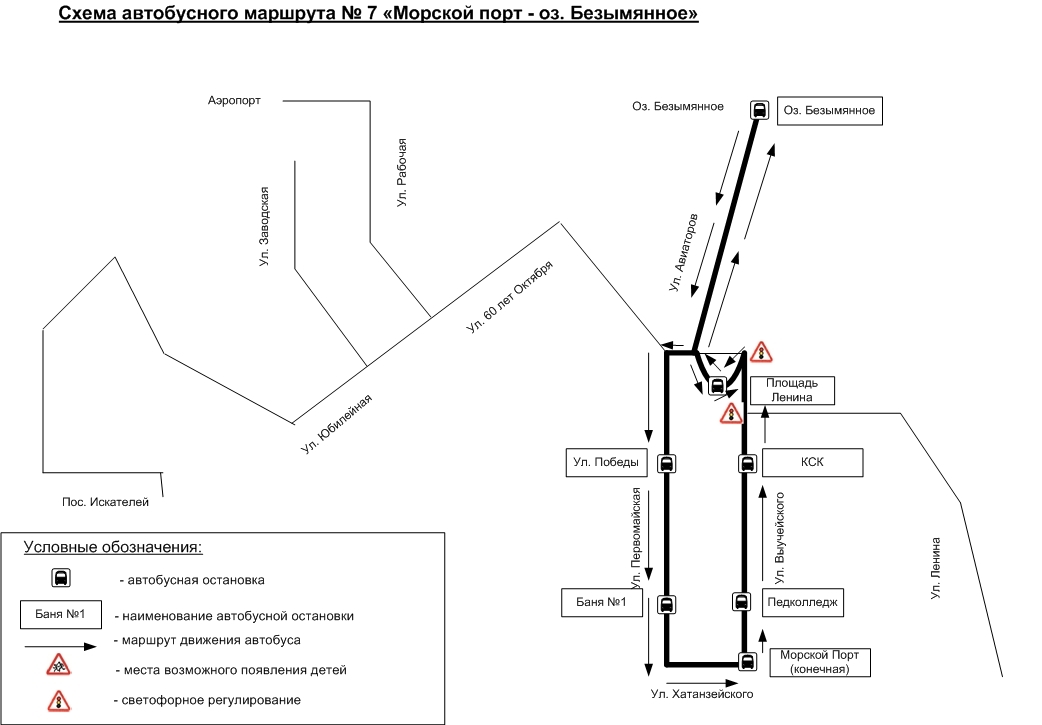 Схема автобусного маршрута № 7 «Морской порт - оз. Безымянное»
Аэропорт
Оз. Безымянное
Оз. Безымянное
Ул. Рабочая
Ул. Заводская
Ул. Авиаторов
Ул. 60 лет Октября
Ул. Юбилейная
Площадь
Ленина
Ул. Победы
КСК
Пос. Искателей
Ул. Первомайская
Ул. Выучейского
Ул. Ленина
Баня №1
Педколледж
Морской Порт
(конечная)
Ул. Хатанзейского
Условные обозначения:
- автобусная остановка
Баня №1
- наименование автобусной остановки
- маршрут движения автобуса
- места возможного появления детей
- светофорное регулирование